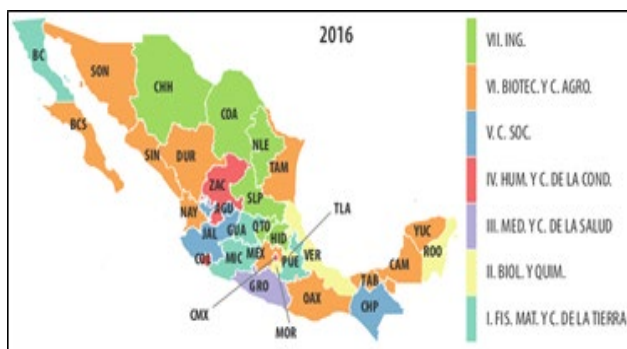 2016
BC
SON
CHH
COA
BCS
SIN
DUR
NLE
TAM
ZAC
NAY
AGU
SLP
TLA
JAL
GUA
QTO
HID
VER
YUC
ROO
COL
MIC
MEX
PUE
CAM
TAB
GRO
OAX
CHP
CMX
MOR
VII. ING.
VI. BIOTEC. Y C. AGRO.
V. C. SOC.
IV. HUM. Y C. DE LA COND.
III. MED. Y C. DE LA SALUD
II. BIOL. Y QUIM.
I. FIS. MAT. Y C. DE LA TIERRA